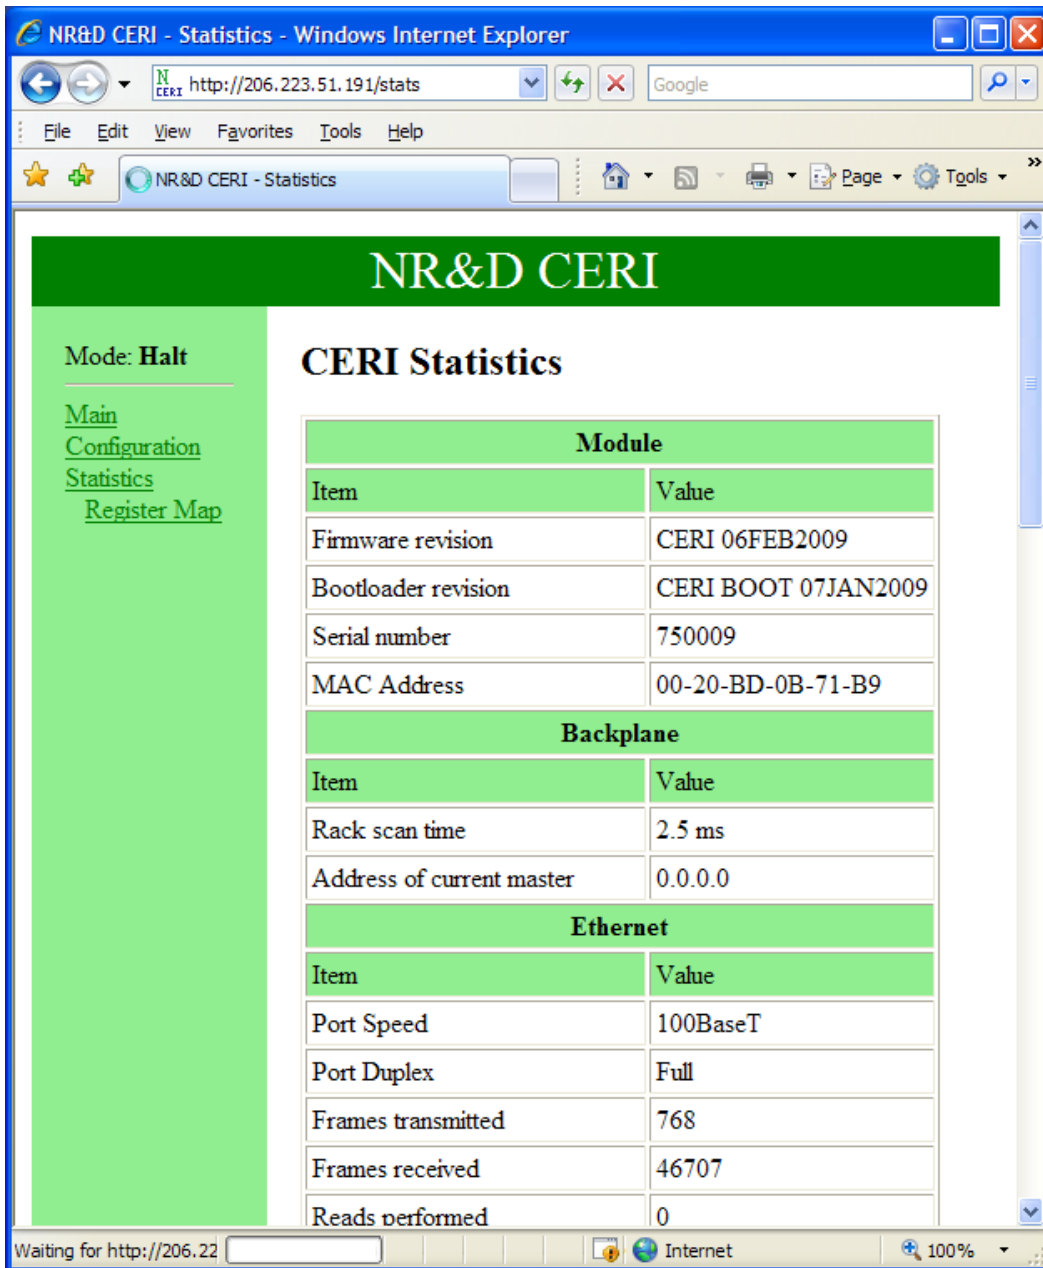 NR&D CERI - Statistics - Windows Internet Explorer
N CERI http://206.223.51.191/stats Google
File Edit View Favorites Tools Help
NR&D CERI - Statistics Page Tools »
NR&D CERI
Mode: Halt
Main
Configuration
Statistics
Register Map
CERI Statistics
Module
Item Value
Firmware revision CERI 06FEB2009
Bootloader revision CERI BOOT 07JAN2009
Serial number 750009
MAC Address 00-20-BD-0B-71-B9
Backplane
Item Value
Rack scan time 2.5 ms
Address of current master 0.0.0.0
Ethernet
Item Value
Port Speed 100BaseT
Port Duplex Full
Frames transmitted 768
Frames received 46707
Reads performed 0
Waiting for http://206.22 Internet 100%